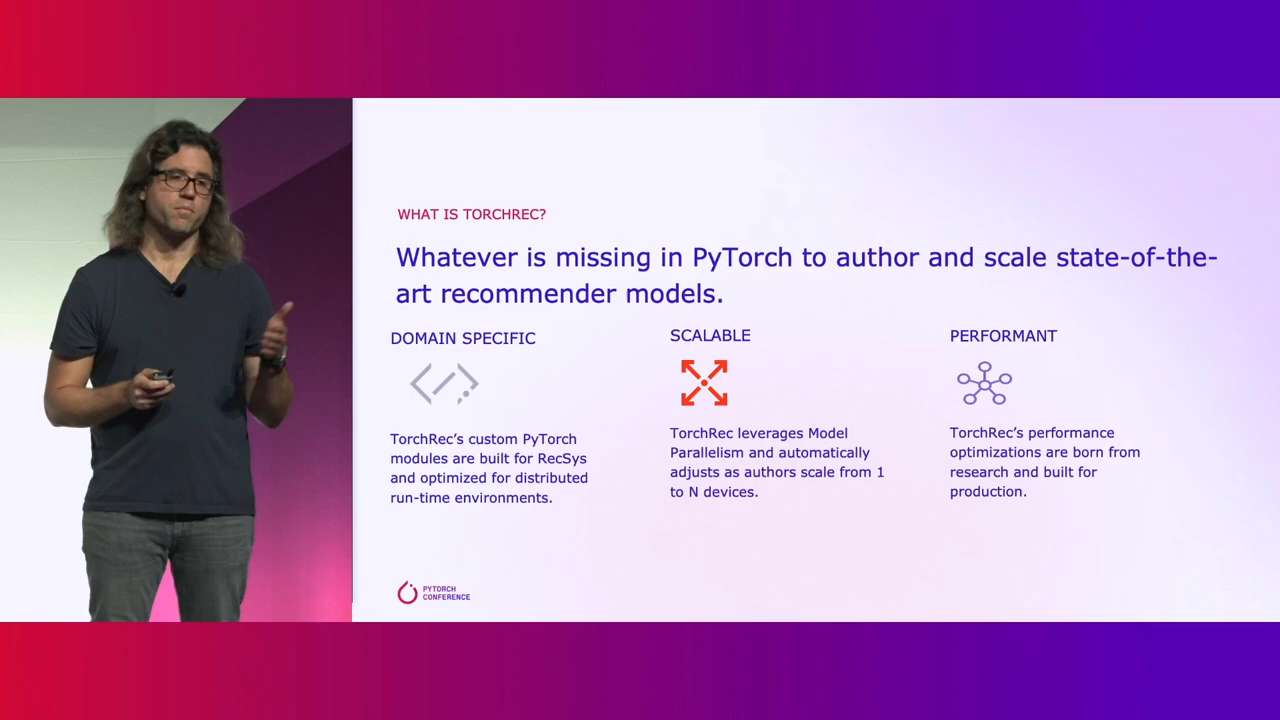 WHAT IS TORCHREC?
Whatever is missing in PyTorch to author and scale state-of-the-
art recommender models.
DOMAIN SPECIFIC
TorchRec’s custom PyTorch
modules are built for RecSys
and optimized for distributed
run-time environments.
SCALABLE
TorchRec leverages Model
Parallelism and automatically
adjusts as authors scale from 1
to N devices.
PERFORMANT
TorchRec’s performance
optimizations are born from
research and built for
production.
PYTORCH
CONFERENCE